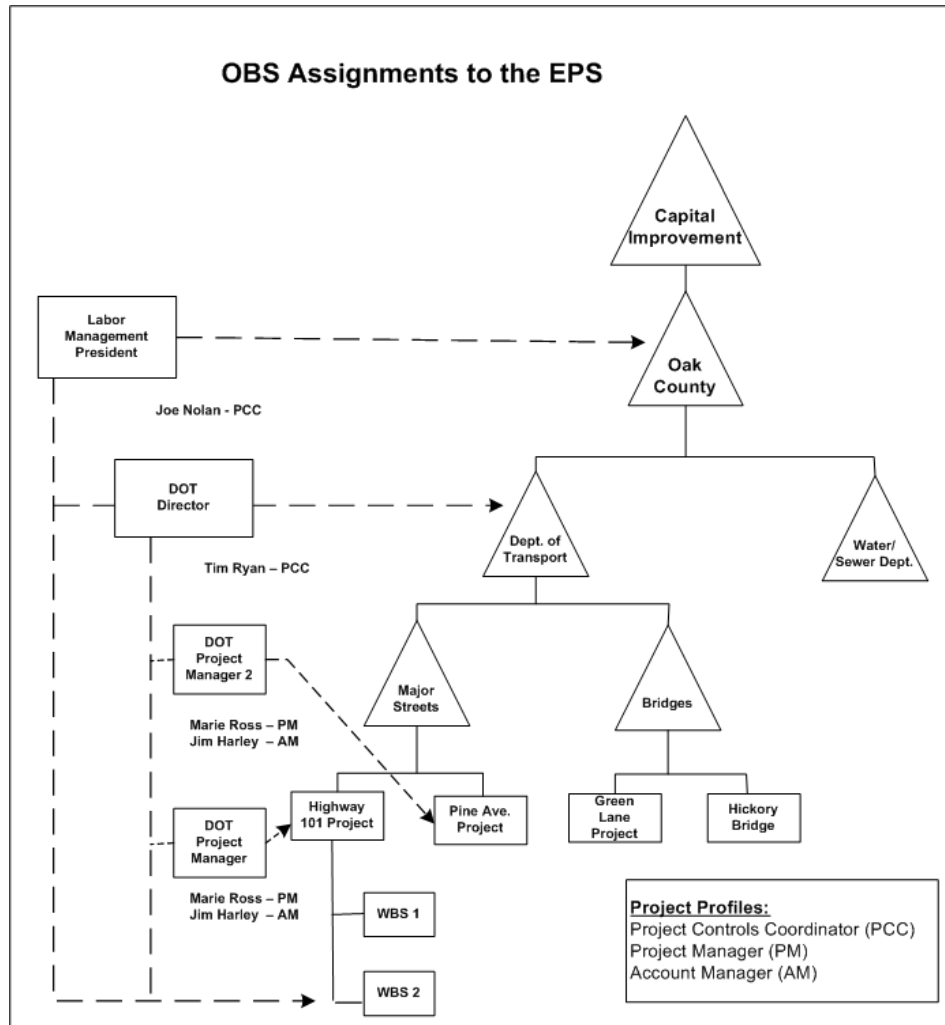 OBS Assignments to the EPS
Capital
Improvement
Labor
Management
President
Oak
County
Joe Nolan - PCC
DOT
Director
Dept. of
Transport
Water/
Sewer Dept.
Tim Ryan – PCC
DOT
Project
Manager 2
Major
Streets
Bridges
Marie Ross – PM
Jim Harley – AM
Highway
101 Project
Pine Ave.
Project
Green
Lane
Project
Hickory
Bridge
DOT
Project
Manager
Marie Ross – PM
Jim Harley – AM
WBS 1
WBS 2
Project Profiles:
Project Controls Coordinator (PCC)
Project Manager (PM)
Account Manager (AM)